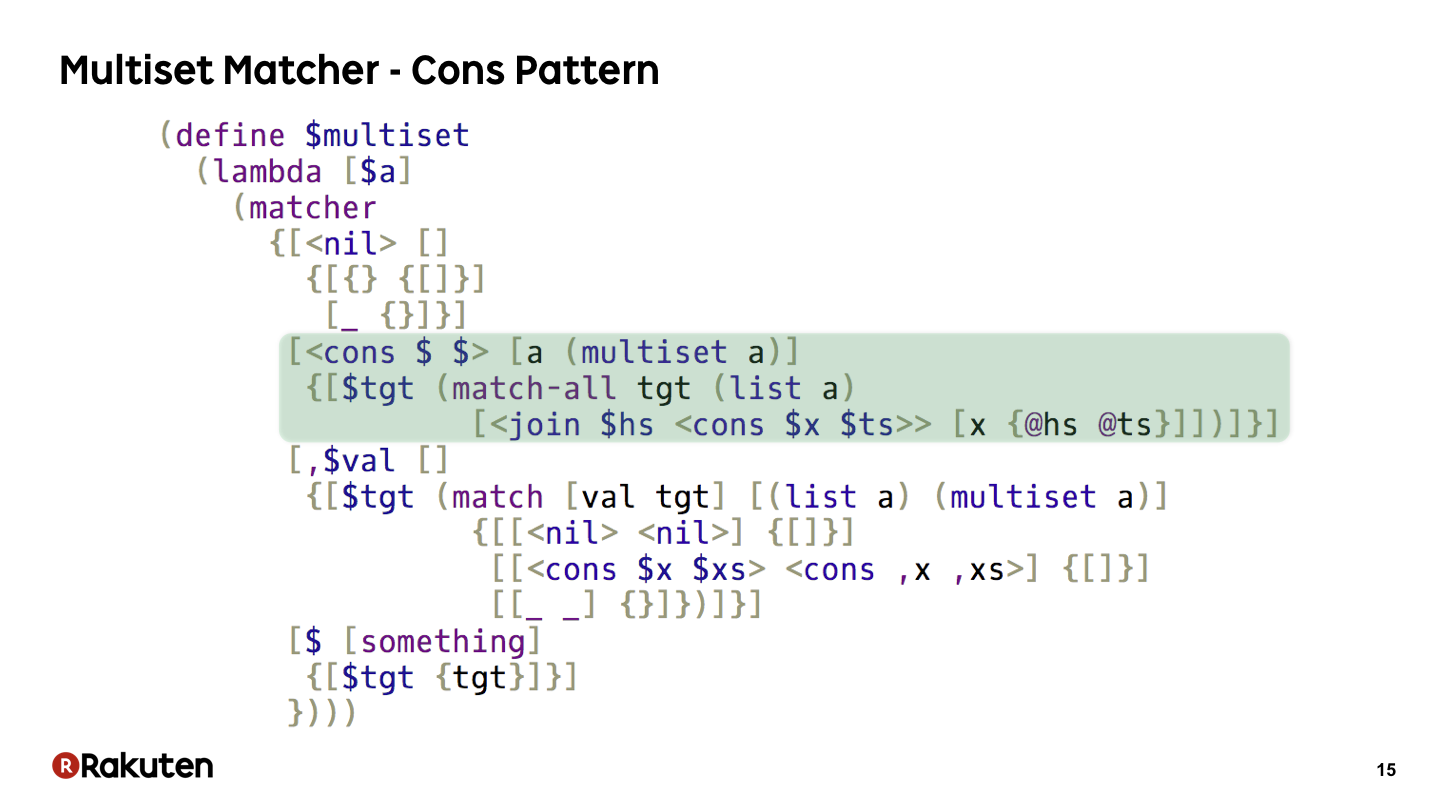 Multiset Matcher - Cons Pattern
(define $multiset
  (lambda [$a]
    (matcher
      {[<nil> []
        {[{} {[]}]
         [_ {}]}]
       [<cons $ $> [a (multiset a)]
        {[$tgt (match-all tgt (list a)
                 [<join $hs <cons $x $ts>> [x {@hs @ts}]])]}]
       [,$val []
        {[$tgt (match [val tgt] [(list a) (multiset a)]
                 {[[<nil> <nil>] {[]}]
                  [[<cons $x $xs> <cons ,x ,xs>] {[]}]
                  [[_ _] {}]})]}]
       [$ [something]
        {[$tgt {tgt}]}]
       })))
R Rakuten
15